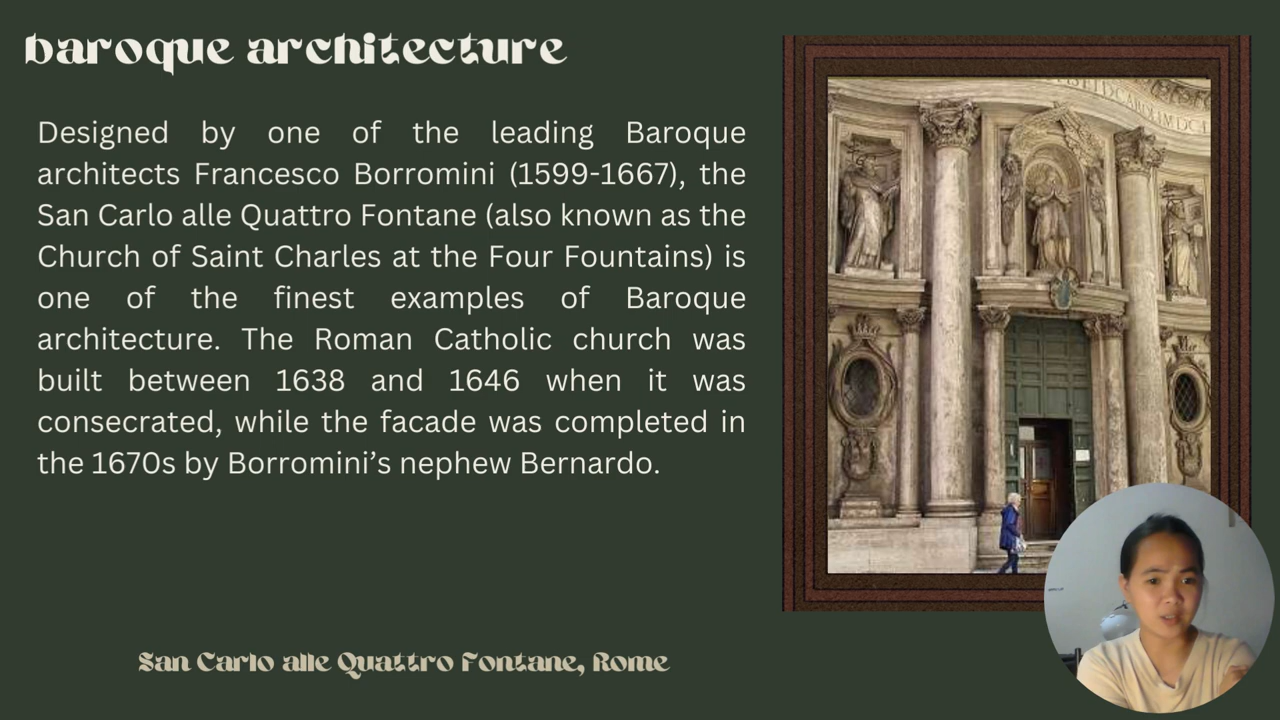 baroque architecture
Designed by one of the leading Baroque
architects Francesco Borromini (1599-1667), the
San Carlo alle Quattro Fontane (also known as the
Church of Saint Charles at the Four Fountains) is
one of the finest examples of Baroque
architecture. The Roman Catholic church was
built between 1638 and 1646 when it was
consecrated, while the facade was completed in
the 1670s by Borromini’s nephew Bernardo.
San Carlo alle Quattro Fontane, Rome